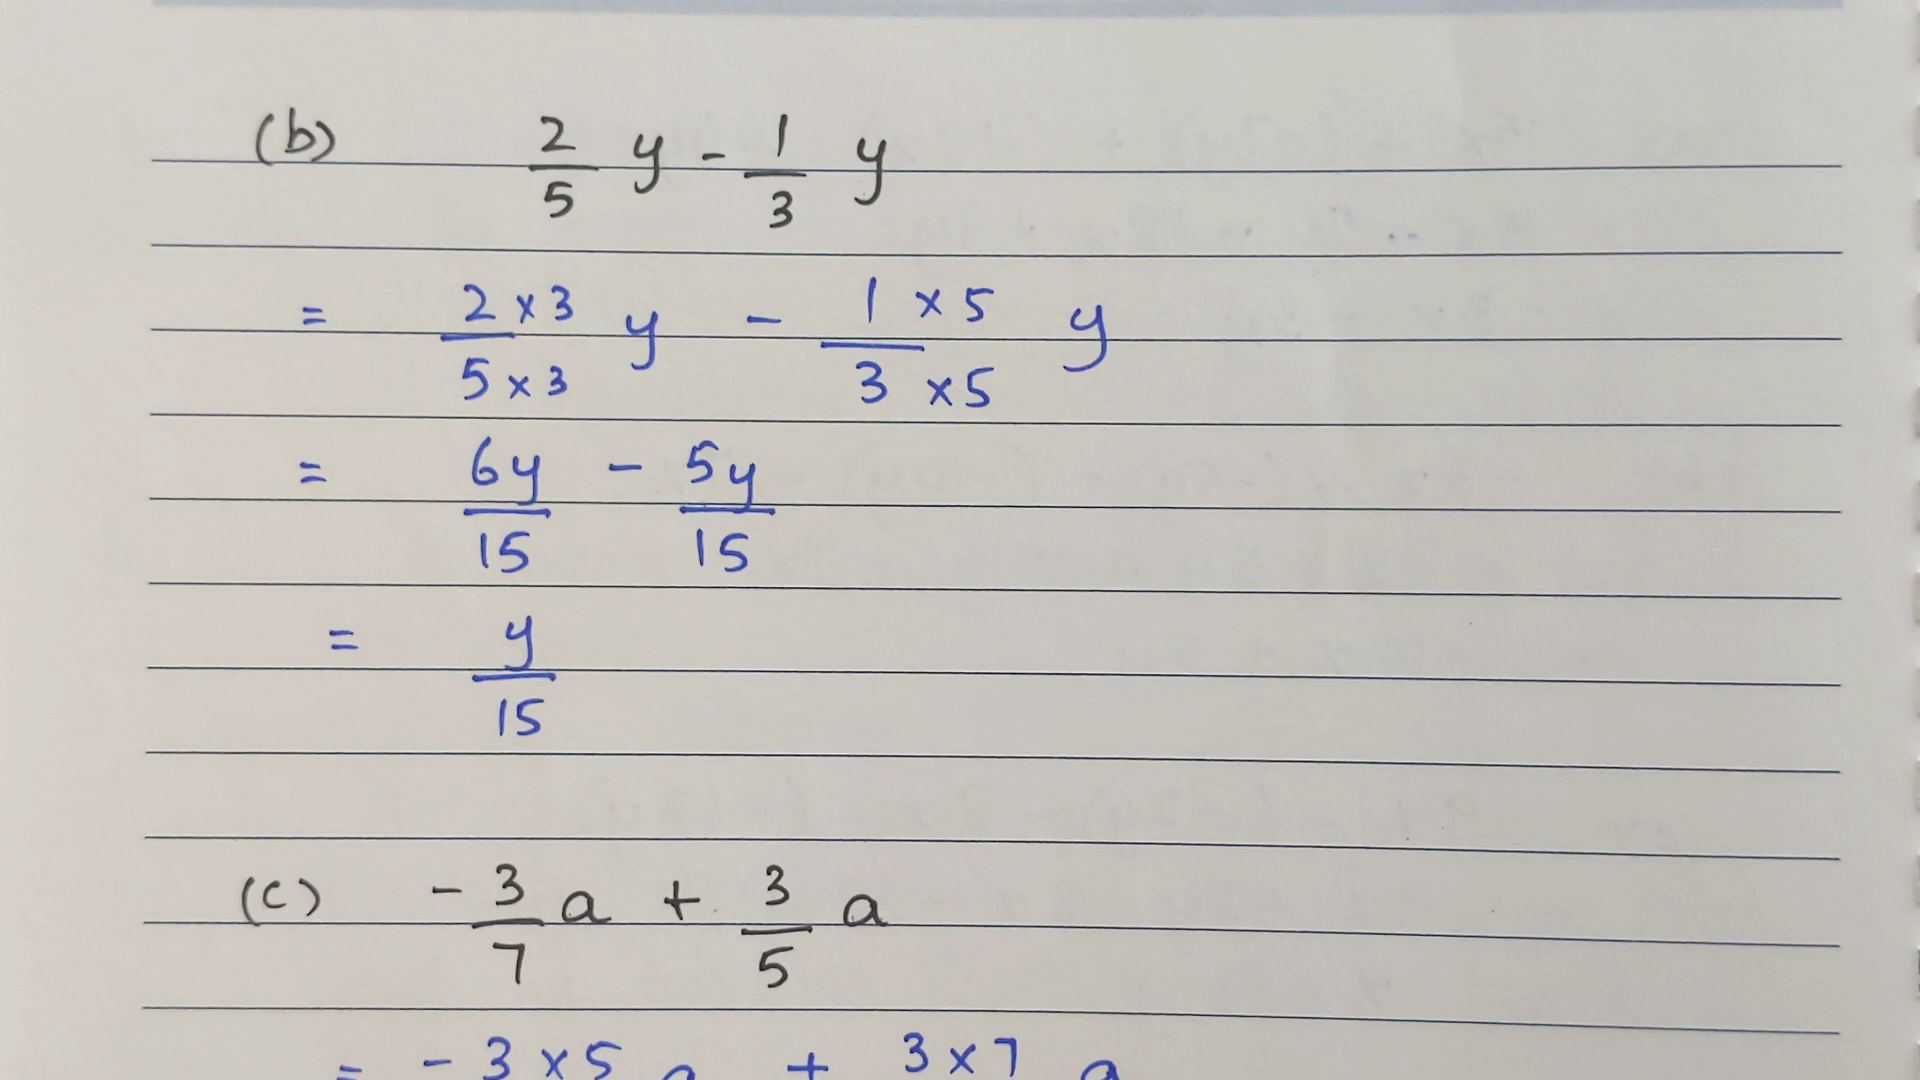 (b) 2/5 y - 1/3 y
= 2 × 3 / 5 × 3 y - 1 × 5 / 3 × 5 y
= 6y/15 - 5y/15
= y/15
(c) - 3/7 a + 3/5 a
= - 3 × 5 a + 3 × 7 a